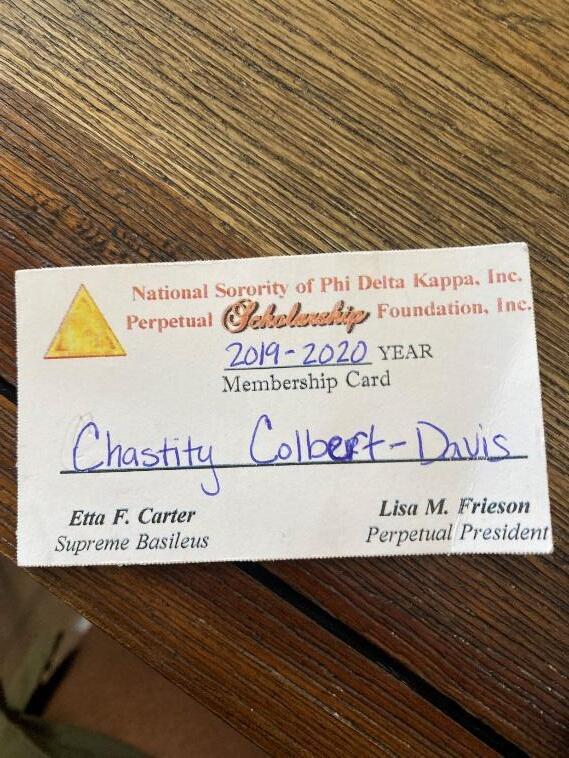 National Sorority of Phi Delta Kappa, Inc.
Perpetual Scholarship Foundation, Inc.
2019-2020 YEAR
Membership Card
Chastity Colbert-Davis
Etta F. Carter
Supreme Basileus
Lisa M. Frieson
Perpetual President